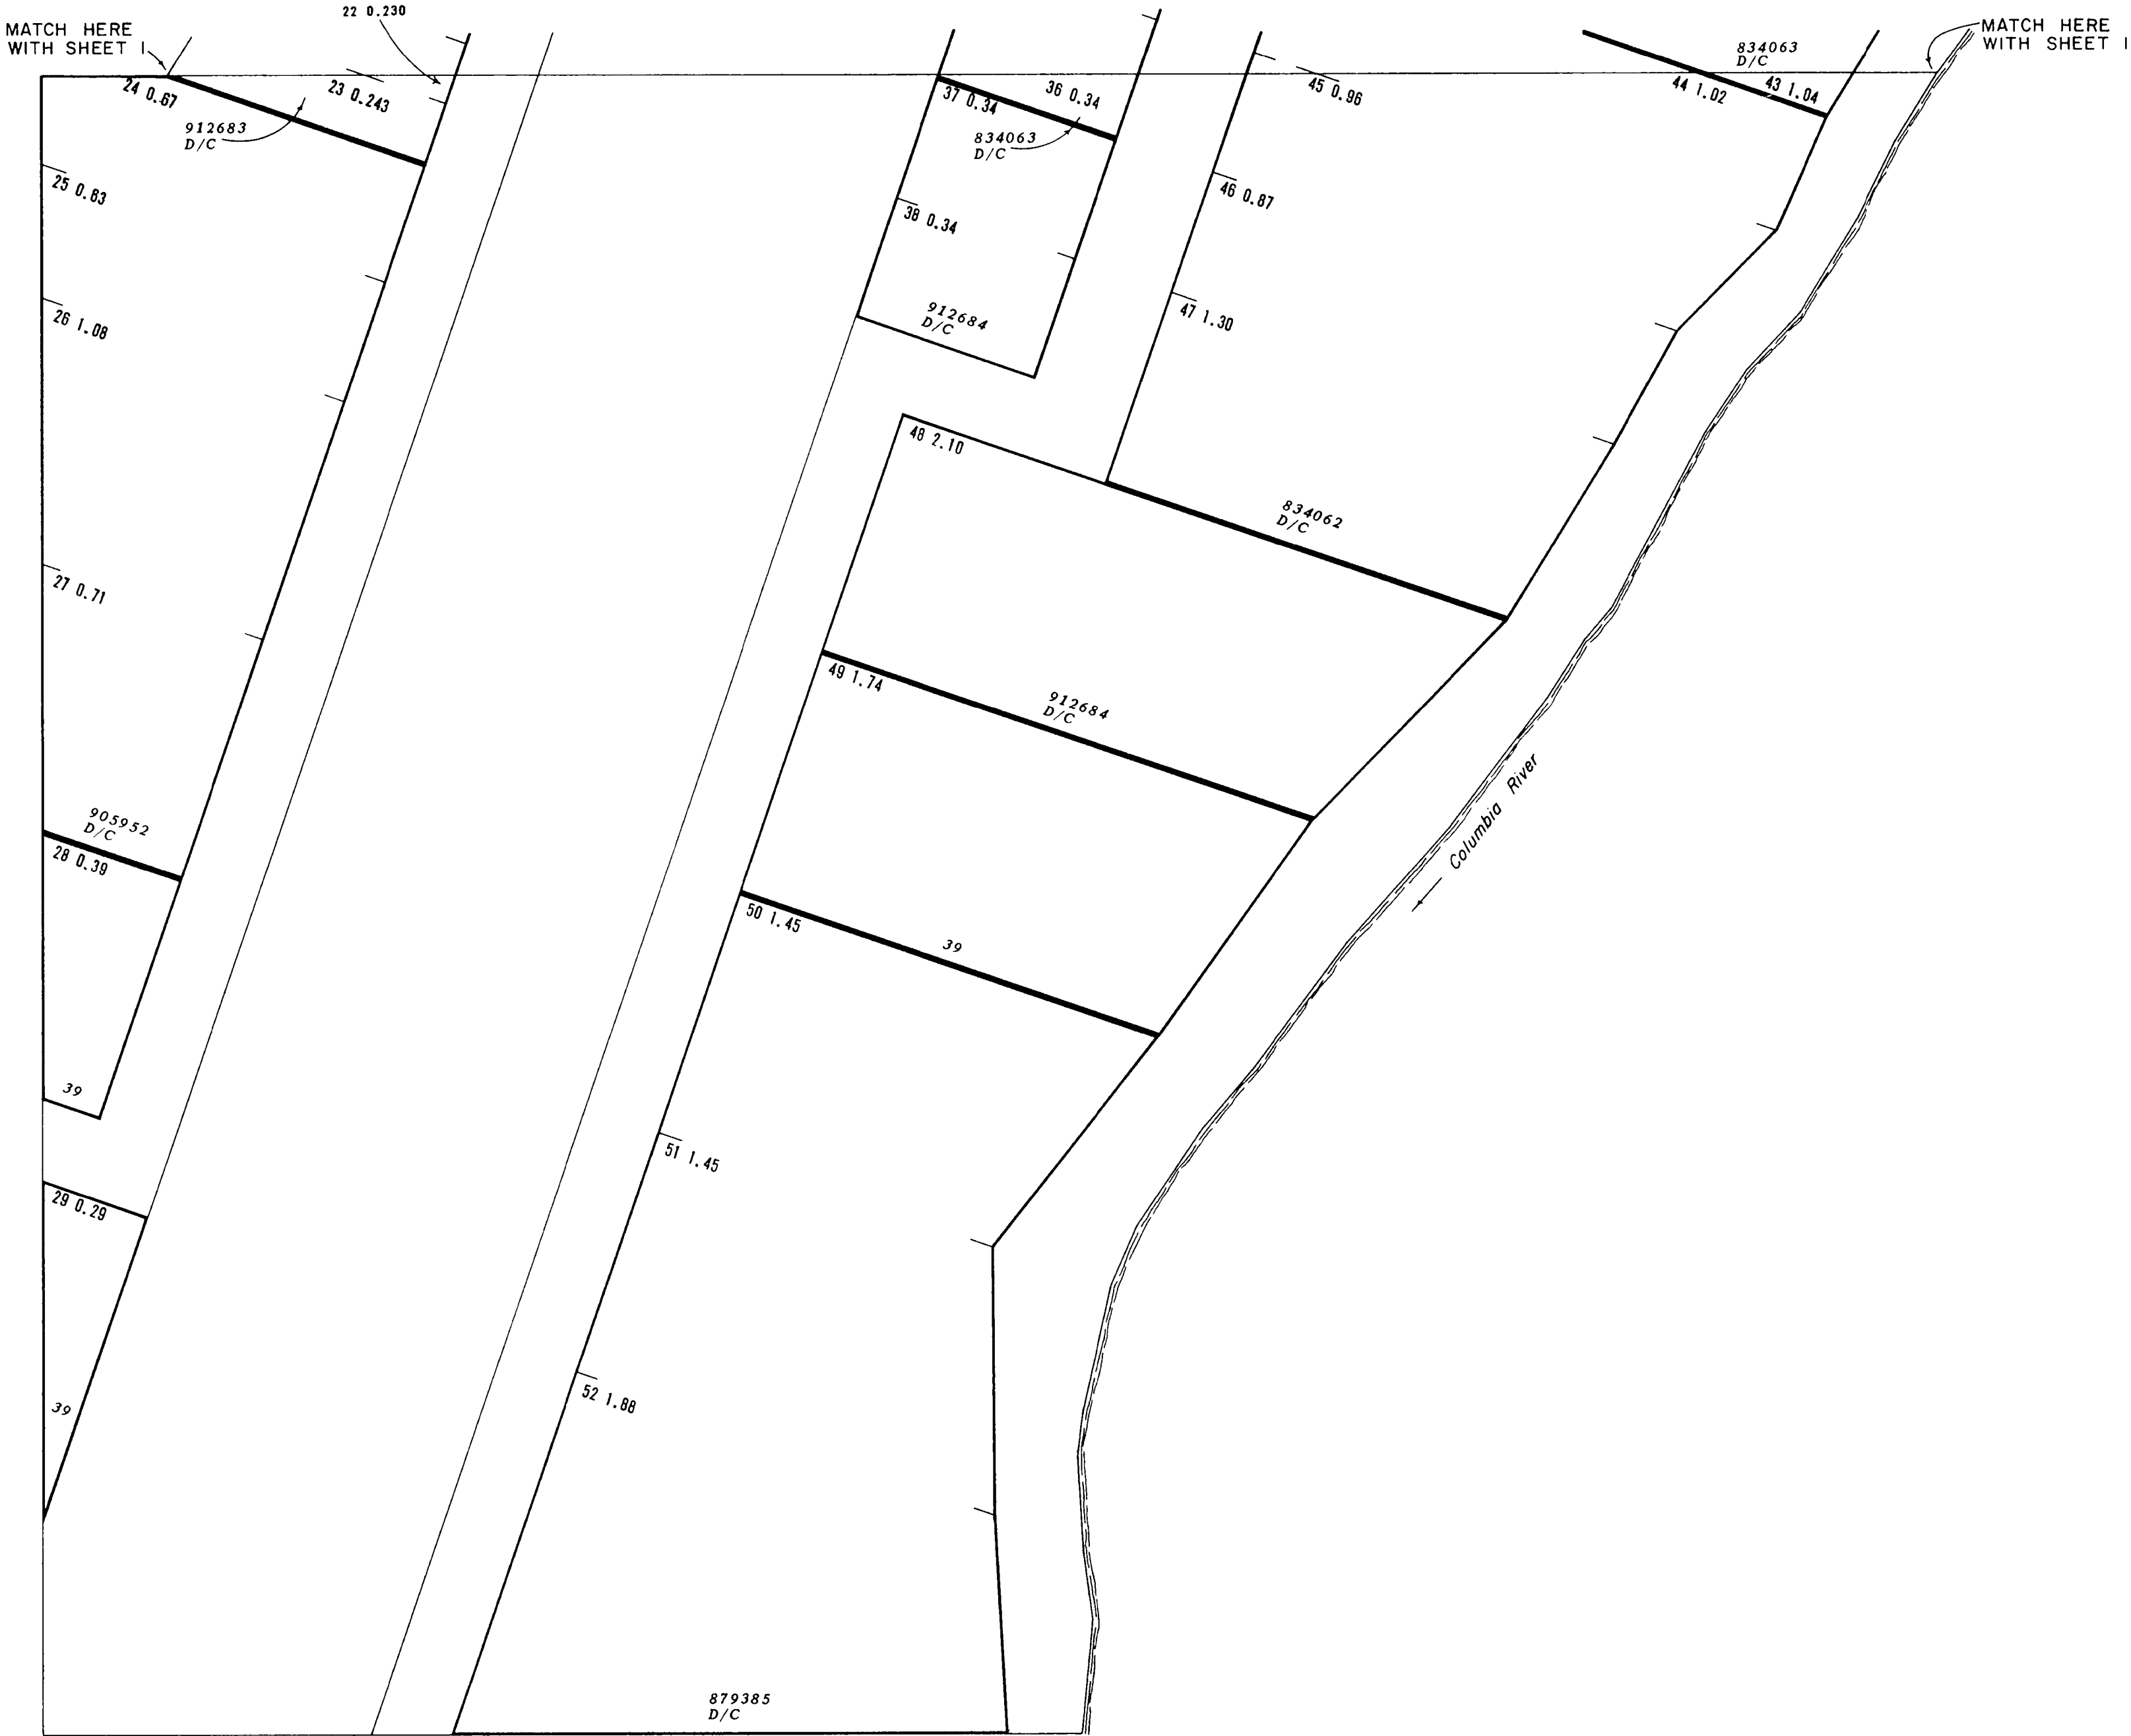 22 0.230
MATCH HERE
WITH SHEET 1
MATCH HERE
WITH SHEET 1
834063
D/C
24 0.67
23 0.243
37 0.34
36 0.34
45 0.96
44 1.02
43 1.04
912683
D/C
834063
D/C
25 0.83
46 0.87
38 0.34
26 1.08
912684
D/C
47 1.30
48 2.10
834062
D/C
27 0.71
49 1.74
912684
D/C
Columbia River
905952
D/C
28 0.39
50 1.45
39
39
51 1.45
29 0.29
52 1.88
39
879385
D/C